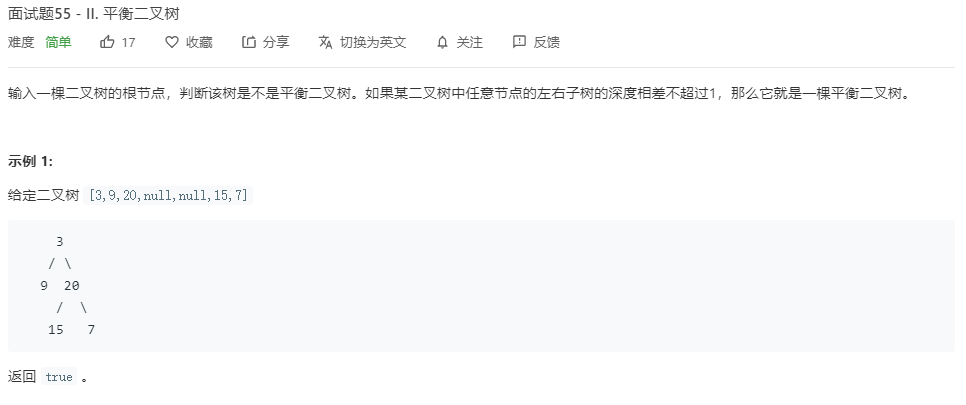 面试题55 - II. 平衡二叉树
难度 简单 17 收藏 分享 切换为英文 关注 反馈
输入一棵二叉树的根节点，判断该树是不是平衡二叉树。如果某二叉树中任意节点的左右子树的深度相差不超过1，那么它就是一棵平衡二叉树。
示例 1:
给定二叉树 [3,9,20,null,null,15,7]
3
/ \
9 20
/ \
15 7
返回 true 。